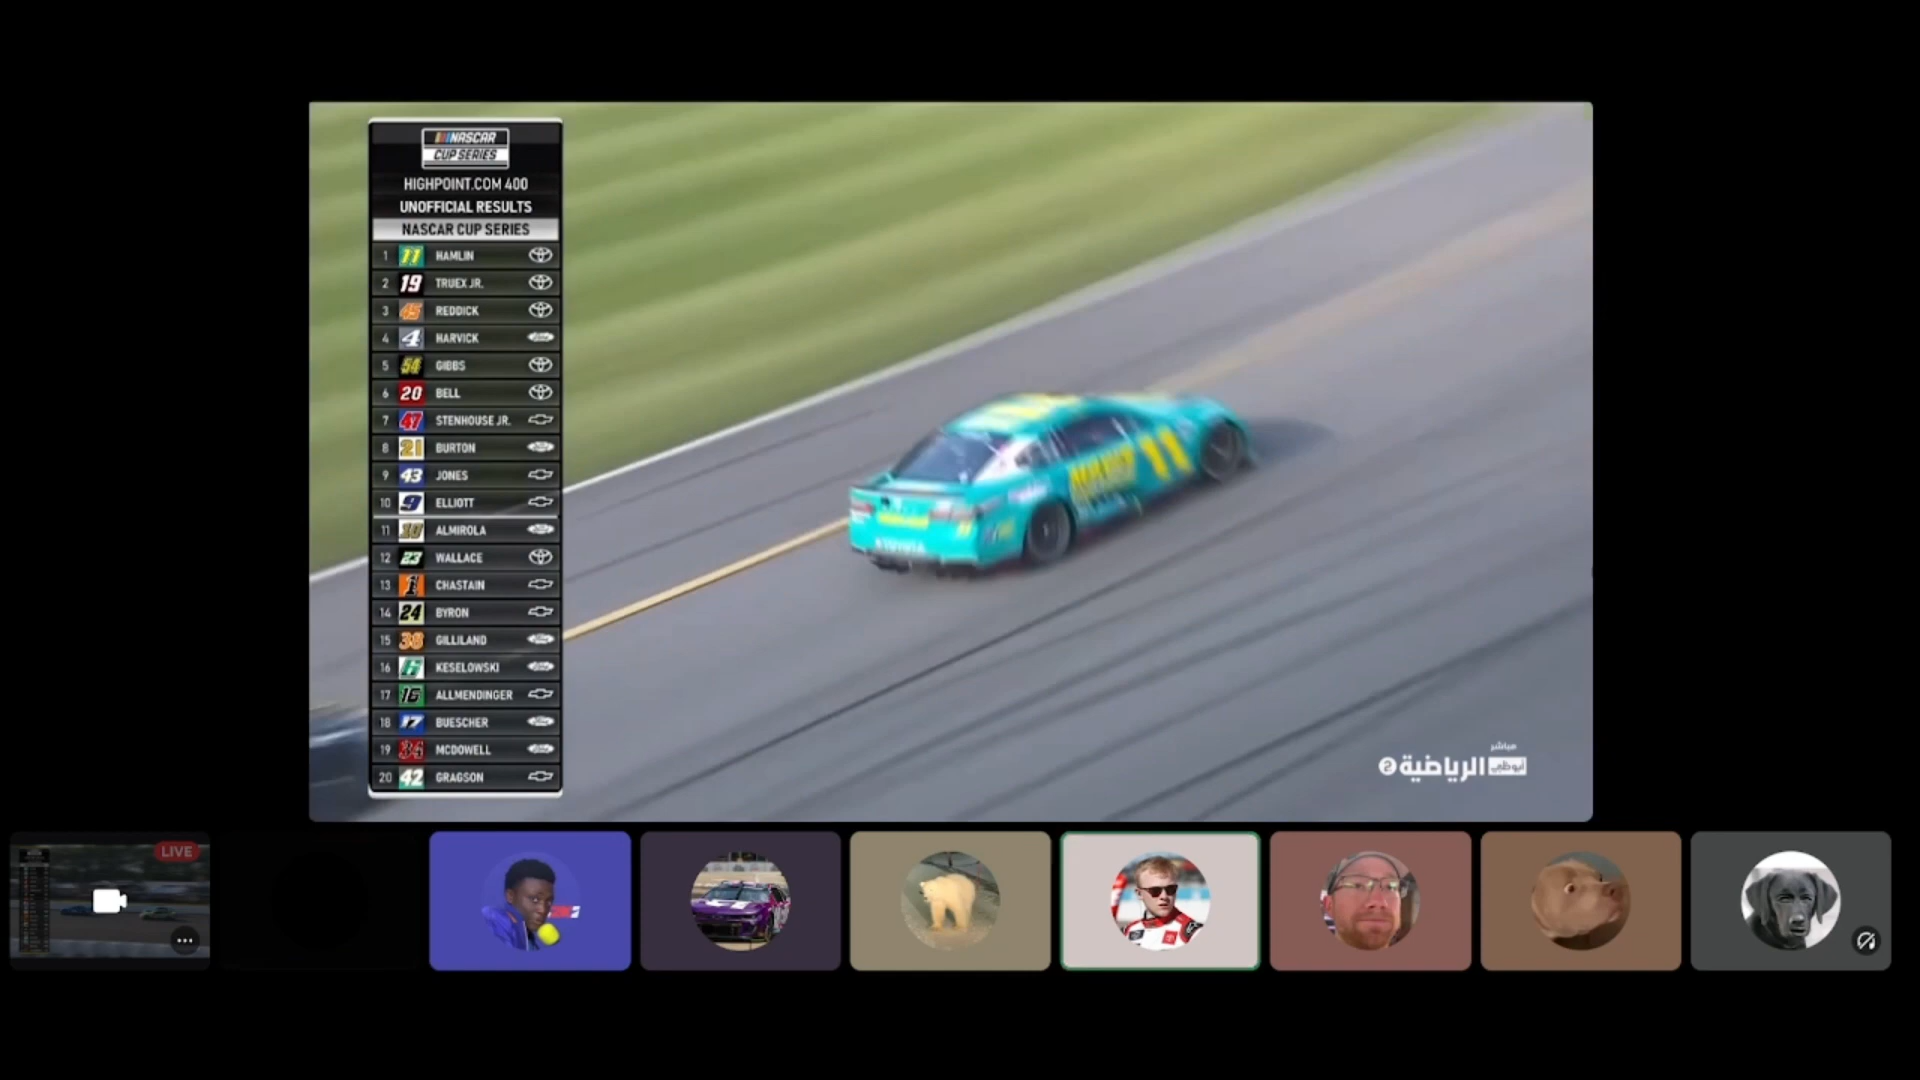 NASCAR
CUP SERIES
HIGHPOINT.COM 400
UNOFFICIAL RESULTS
NASCAR CUP SERIES
1 11 HAMLIN
2 19 TRUEX JR.
3 45 REDDICK
4 4 HARVICK
5 54 GIBBS
6 20 BELL
7 47 STENHOUSE JR.
8 21 BURTON
9 43 JONES
10 9 ELLIOTT
11 10 ALMIROLA
12 23 WALLACE
13 1 CHASTAIN
14 24 BYRON
15 38 GILLILAND
16 6 KESELOWSKI
17 16 ALLMENDINGER
18 17 BUESCHER
19 34 MCDOWELL
20 42 GRAGSON
11
TOYOTA
مباشر
أبوظبي الرياضية 2
LIVE